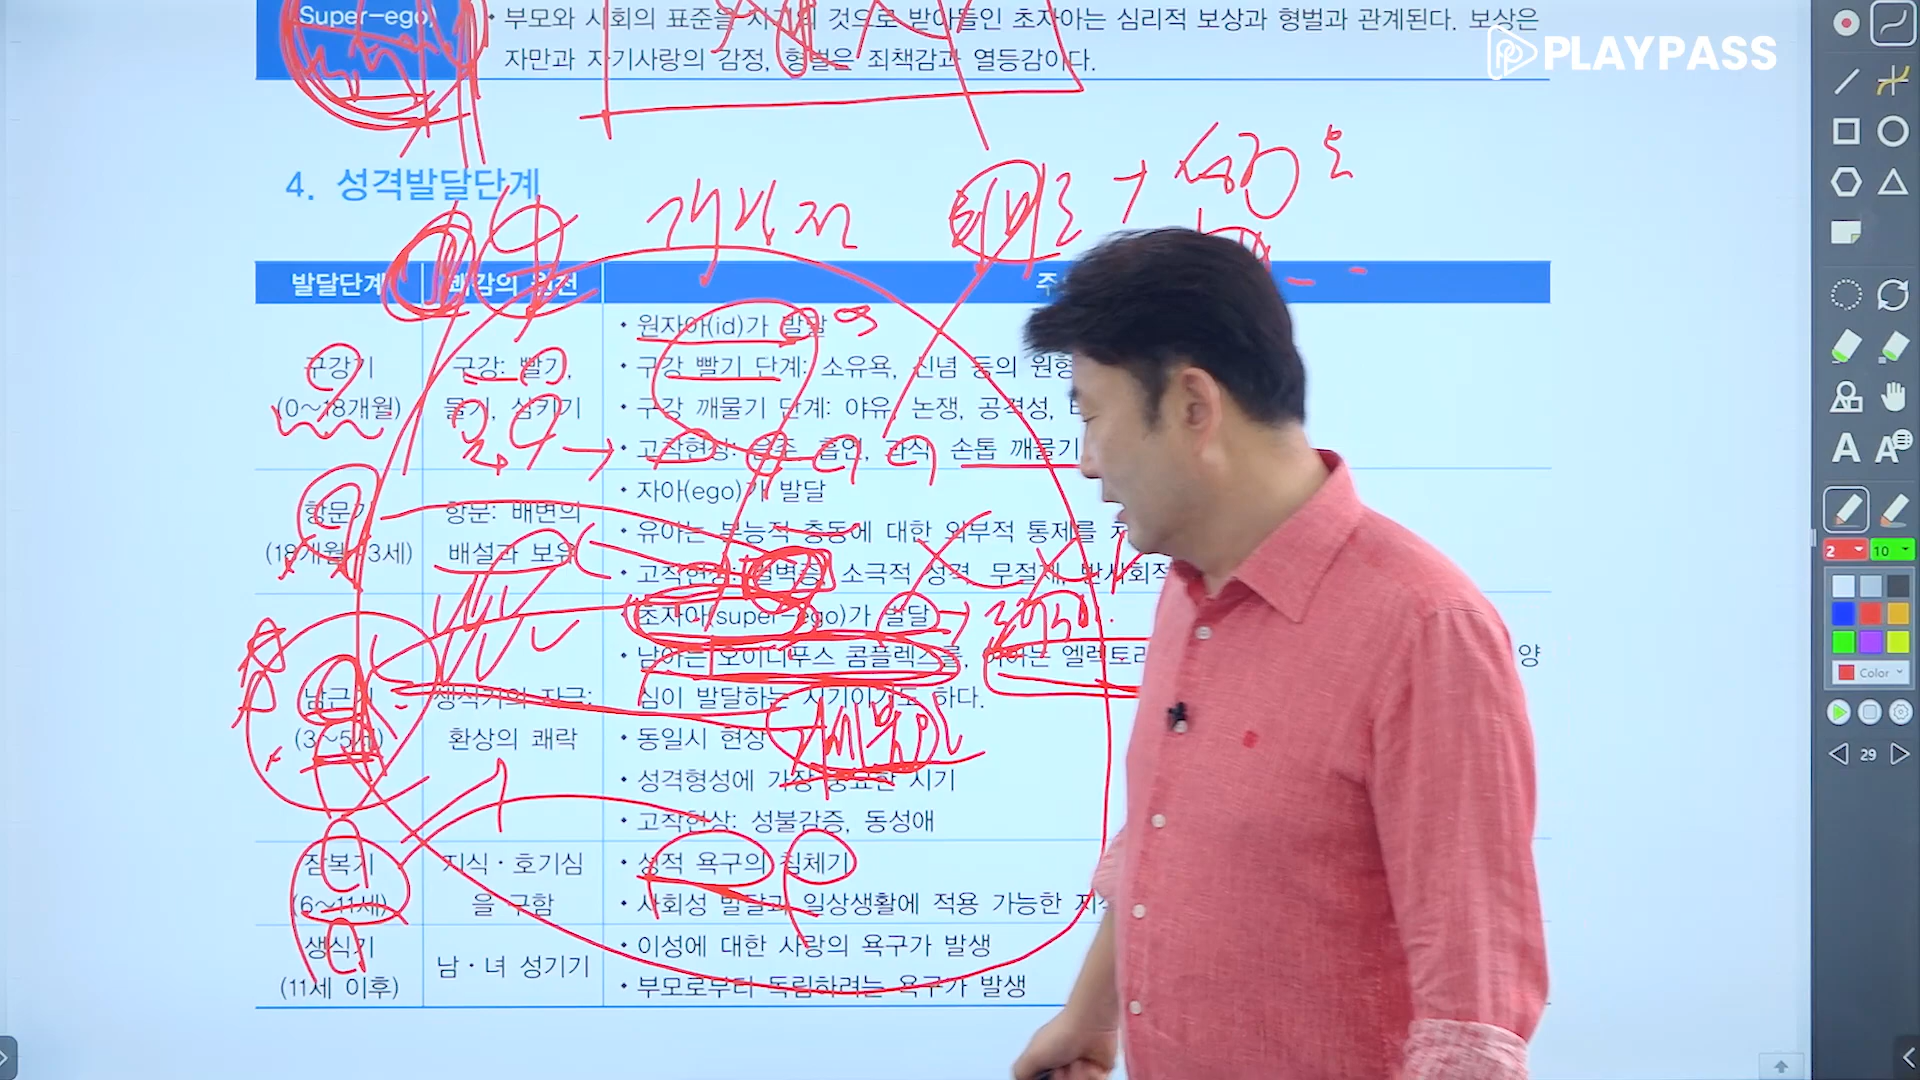 (Super-ego)
• 부모와 사회의 표준을 자기의 것으로 받아들인 초자아는 심리적 보상과 형벌과 관계된다. 보상은
자만과 자기사랑의 감정, 형벌은 죄책감과 열등감이다.
PLAYPASS
4. 성격발달단계
발달단계
쾌감의 원천
주
구강기
(0~18개월)
구강: 빨기,
물기, 삼키기
• 원자아(id)가 발달
• 구강 빨기 단계: 소유욕, 신념 등의 원형
• 구강 깨물기 단계: 야유, 논쟁, 공격성,
• 고착현상: 음주, 흡연, 과식, 손톱 깨물기
항문기
(18개월~3세)
항문: 배변의
배설과 보유
• 자아(ego)가 발달
• 유아는 본능적 충동에 대한 외부적 통제를
• 고착현상: 결벽증, 소극적 성격, 무절제, 반사회적
남근기
(3~5세)
생식기의 자극:
환상의 쾌락
• 초자아(super-ego)가 발달
• 남아는 오이디푸스 콤플렉스를, 여아는 엘렉트라
양
심이 발달하는 시기이기도 하다.
• 동일시 현상
• 성격형성에 가장 중요한 시기
• 고착현상: 성불감증, 동성애
잠복기
(6~11세)
지식·호기심
을 구함
• 성적 욕구의 침체기
• 사회성 발달과 일상생활에 적용 가능한 지식
생식기
(11세 이후)
남·녀 성기기
• 이성에 대한 사랑의 욕구가 발생
• 부모로부터 독립하려는 욕구가 발생
2
10
Color
29